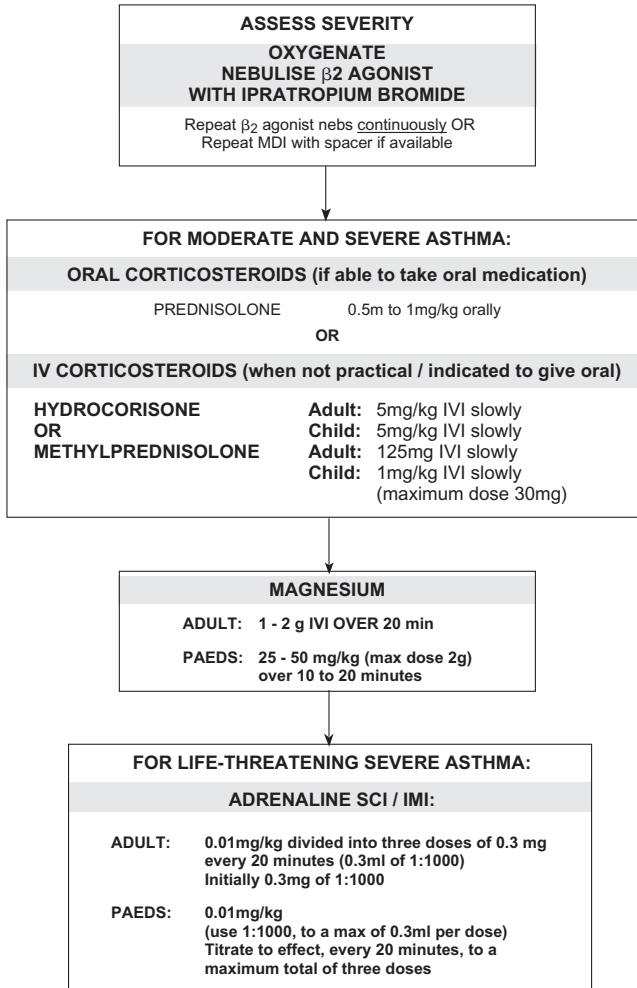 ASSESS SEVERITY
OXYGENATE
NEBULISE β2 AGONIST
WITH IPRATROPIUM BROMIDE
Repeat β2 agonist nebs continuously OR
Repeat MDI with spacer if available
FOR MODERATE AND SEVERE ASTHMA:
ORAL CORTICOSTEROIDS (if able to take oral medication)
PREDNISOLONE 0.5m to 1mg/kg orally
OR
IV CORTICOSTEROIDS (when not practical / indicated to give oral)
HYDROCORISONE Adult: 5mg/kg IVI slowly
OR Child: 5mg/kg IVI slowly
METHYLPREDNISOLONE Adult: 125mg IVI slowly
Child: 1mg/kg IVI slowly
(maximum dose 30mg)
MAGNESIUM
ADULT: 1 - 2 g IVI OVER 20 min
PAEDS: 25 - 50 mg/kg (max dose 2g)
over 10 to 20 minutes
FOR LIFE-THREATENING SEVERE ASTHMA:
ADRENALINE SCI / IMI:
ADULT: 0.01mg/kg divided into three doses of 0.3 mg
every 20 minutes (0.3ml of 1:1000)
Initially 0.3mg of 1:1000
PAEDS: 0.01mg/kg
(use 1:1000, to a max of 0.3ml per dose)
Titrate to effect, every 20 minutes, to a
maximum total of three doses